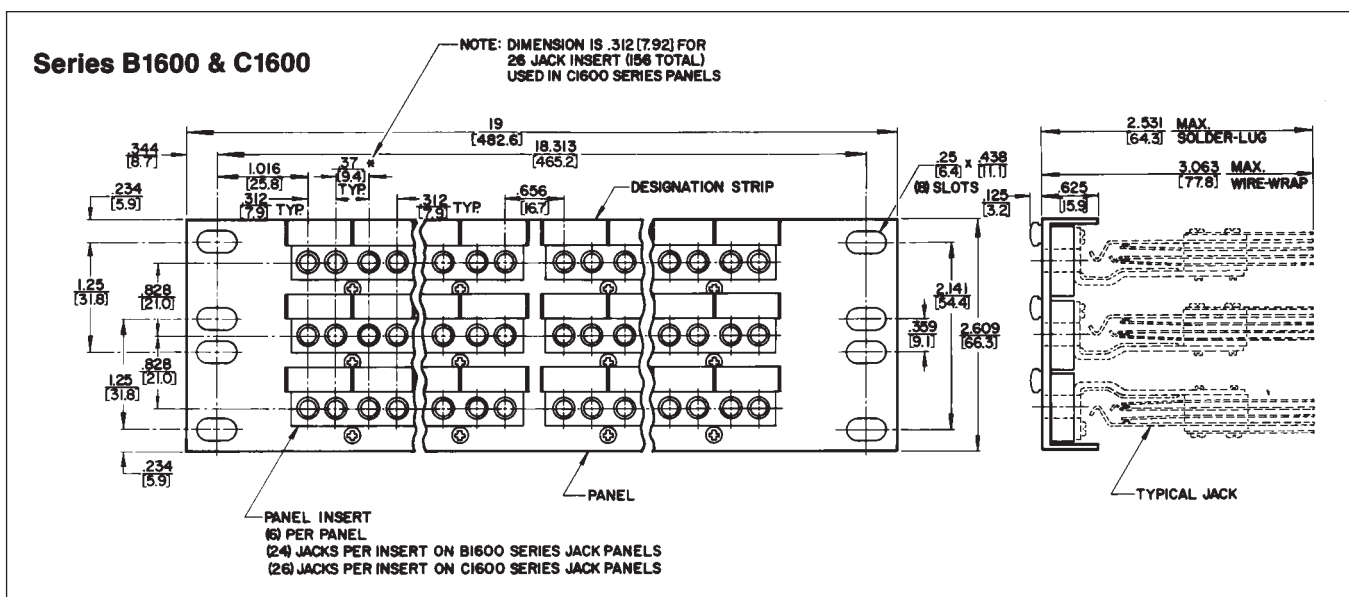 Series B1600 & C1600
NOTE: DIMENSION IS .312 [7.92] FOR
26 JACK INSERT (156 TOTAL)
USED IN C1600 SERIES PANELS
19
[482.6]
18.313
[465.2]
.344
[8.7]
1.016
[25.8]
.37 *
[9.4]
TYP.
.234
[5.9]
.312 TYP.
[7.9]
.312 TYP.
[7.9]
.656
[16.7]
DESIGNATION STRIP
.25 x .438
[6.4] [11.1]
(8) SLOTS
2.531 MAX.
[64.3] SOLDER-LUG
3.063 MAX.
[77.8] WIRE-WRAP
.125
[3.2]
.625
[15.9]
1.25
[31.8]
.828
[21.0]
.828
[21.0]
1.25
[31.8]
2.141
[54.4]
.359
[9.1]
2.609
[66.3]
.234
[5.9]
PANEL
TYPICAL JACK
PANEL INSERT
(6) PER PANEL
(24) JACKS PER INSERT ON B1600 SERIES JACK PANELS
(26) JACKS PER INSERT ON C1600 SERIES JACK PANELS